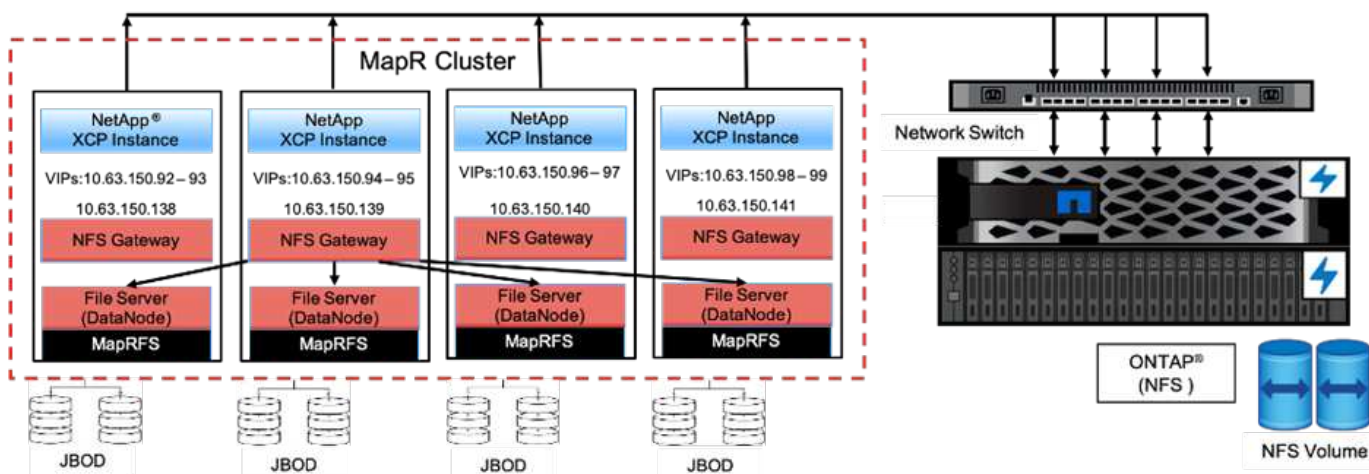 MapR Cluster
NetApp®
XCP Instance
VIPs:10.63.150.92–93
10.63.150.138
NFS Gateway
File Server
(DataNode)
MapRFS
JBOD
NetApp
XCP Instance
VIPs:10.63.150.94–95
10.63.150.139
NFS Gateway
File Server
(DataNode)
MapRFS
JBOD
NetApp
XCP Instance
VIPs:10.63.150.96–97
10.63.150.140
NFS Gateway
File Server
(DataNode)
MapRFS
JBOD
NetApp
XCP Instance
VIPs:10.63.150.98–99
10.63.150.141
NFS Gateway
File Server
(DataNode)
MapRFS
JBOD
Network Switch
ONTAP®
(NFS )
NFS Volume